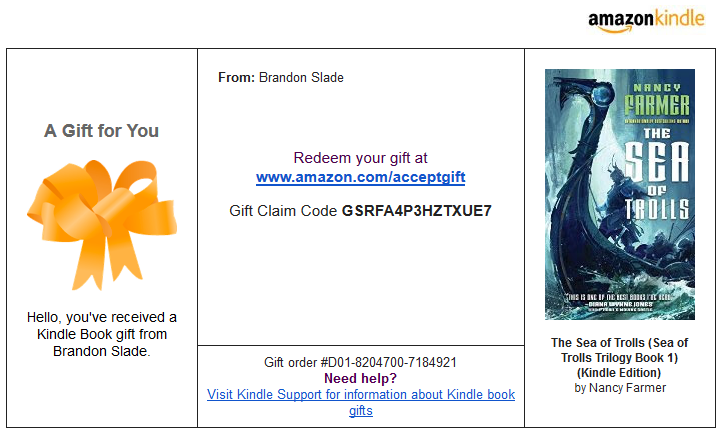 amazonkindle
A Gift for You
Hello, you've received a
Kindle Book gift from
Brandon Slade.
From: Brandon Slade
Redeem your gift at
www.amazon.com/acceptgift
Gift Claim Code GSRFA4P3HZTXUE7
Gift order #D01-8204700-7184921
Need help?
Visit Kindle Support for information about Kindle book
gifts
NANCY
FARMER
THE
SEA
OF
TROLLS
"THIS IS ONE OF THE BEST BOOKS I'VE READ."
DIANA WYNNE JONES
The Sea of Trolls (Sea of
Trolls Trilogy Book 1)
(Kindle Edition)
by Nancy Farmer